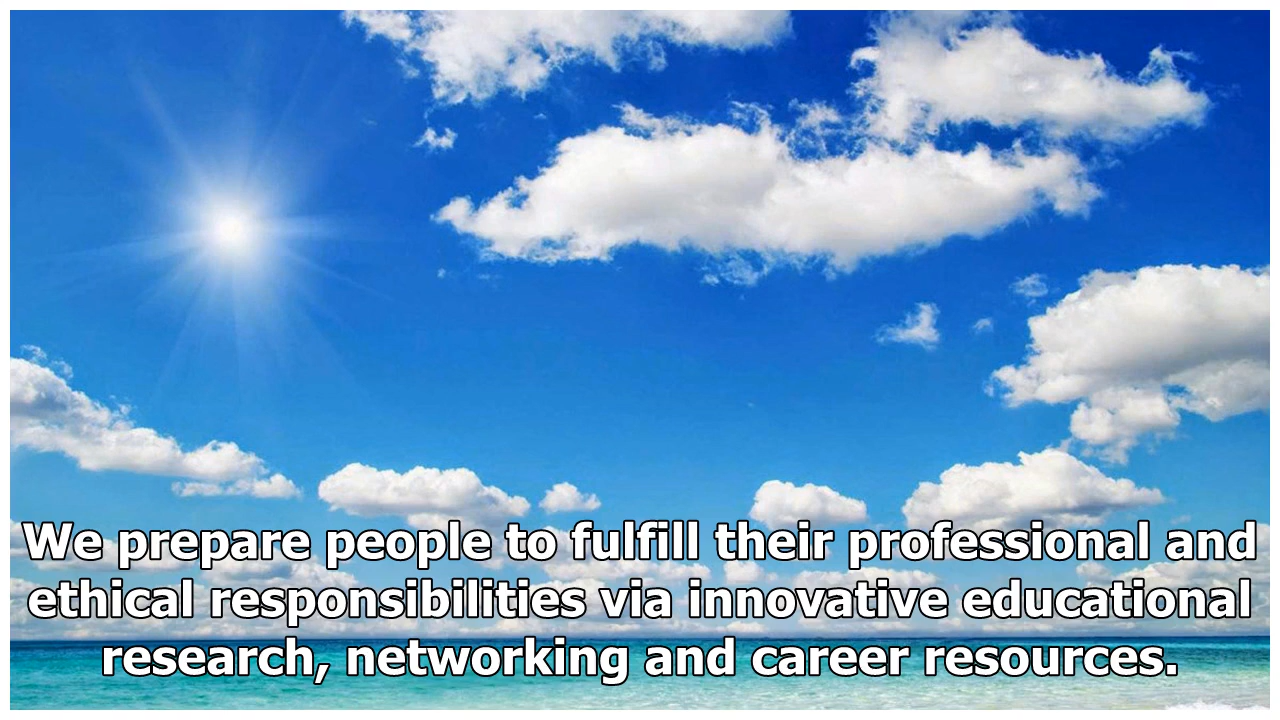 We prepare people to fulfill their professional and
ethical responsibilities via innovative educational
research, networking and career resources.